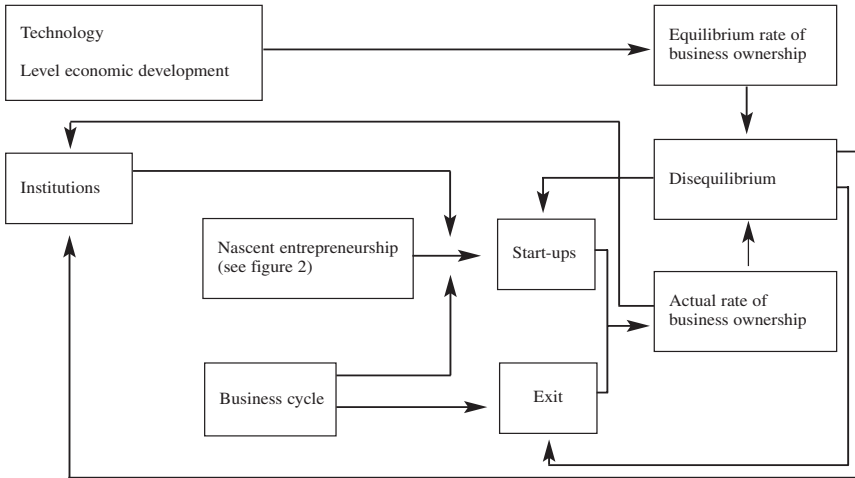 Technology
Level economic development
Equilibrium rate of
business ownership
Institutions
Disequilibrium
Nascent entrepreneurship
(see figure 2)
Start-ups
Actual rate of
business ownership
Business cycle
Exit